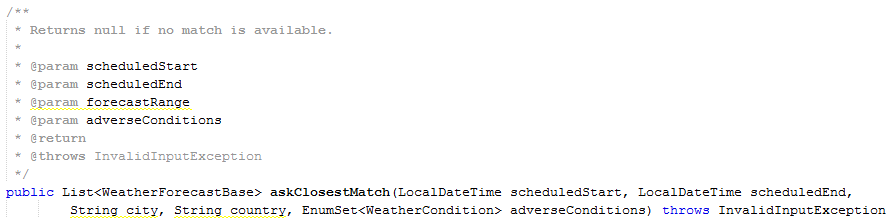 /**
 * Returns null if no match is available.
 *
 * @param scheduledStart
 * @param scheduledEnd
 * @param forecastRange
 * @param adverseConditions
 * @return
 * @throws InvalidInputException
 */
public List<WeatherForecastBase> askClosestMatch(LocalDateTime scheduledStart, LocalDateTime scheduledEnd,
        String city, String country, EnumSet<WeatherCondition> adverseConditions) throws InvalidInputException